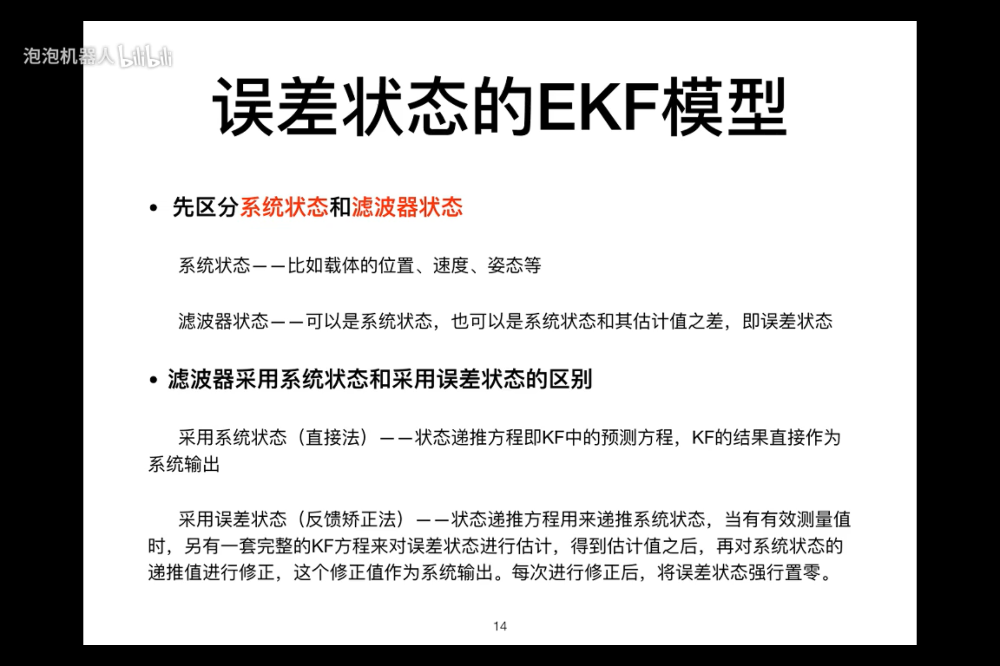 泡泡机器人 bilibili
误差状态的EKF模型
• 先区分系统状态和滤波器状态
系统状态——比如载体的位置、速度、姿态等
滤波器状态——可以是系统状态，也可以是系统状态和其估计值之差，即误差状态
• 滤波器采用系统状态和采用误差状态的区别
采用系统状态（直接法）——状态递推方程即KF中的预测方程，KF的结果直接作为
系统输出
采用误差状态（反馈矫正法）——状态递推方程用来递推系统状态，当有有效测量值
时，另有一套完整的KF方程来对误差状态进行估计，得到估计值之后，再对系统状态的
递推值进行修正，这个修正值作为系统输出。每次进行修正后，将误差状态强行置零。
14